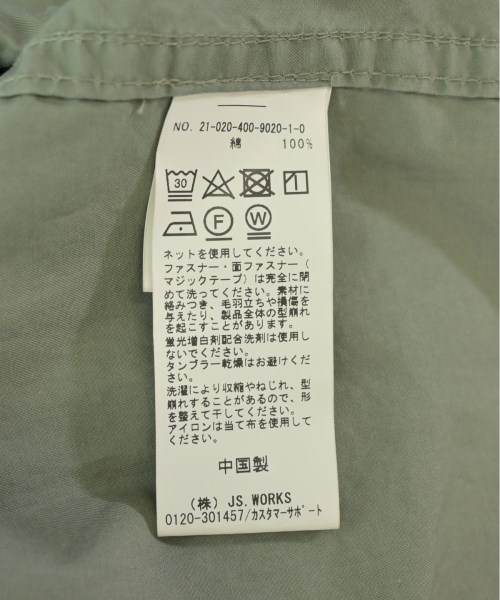 NO. 21-020-400-9020-1-0
綿 100%
30
F W
ネットを使用してください。
ファスナー・面ファスナー(
マジックテープ)は完全に閉
めて洗ってください。素材に
絡みつき、毛羽立ちや損傷
を与えたり、製品全体の型崩れ
を起こすことがあります。
蛍光増白剤配合洗剤は使用し
ないでください。
タンブラー乾燥はお避けくだ
さい。
洗濯により収縮やねじれ、型
崩れすることがあるので、形
を整えて干してください。
アイロンは当て布を使用して
ください。
中国製
(株) JS.WORKS
0120-301457/カスタマーサポート